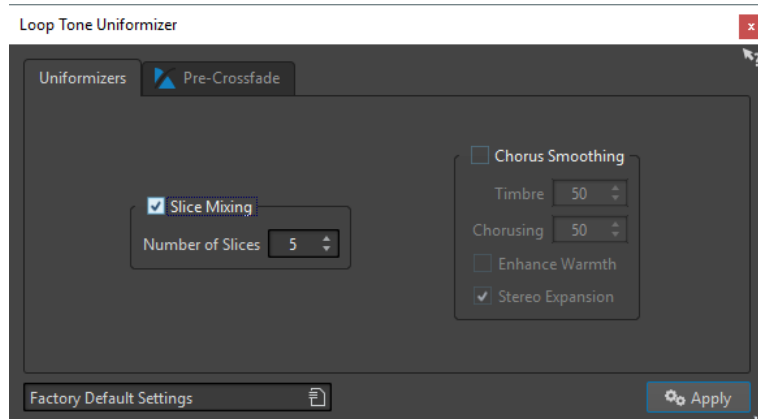 Loop Tone Uniformizer
x
Uniformizers
Pre-Crossfade
Slice Mixing
Number of Slices 5
Chorus Smoothing
Timbre 50
Chorusing 50
Enhance Warmth
Stereo Expansion
Factory Default Settings
Apply